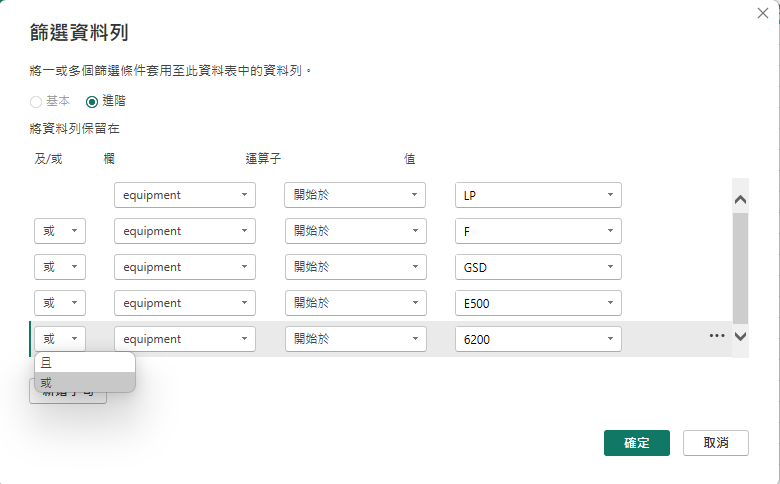 篩選資料列
將一或多個篩選條件套用至此資料表中的資料列。
基本 進階
將資料列保留在
及/或 欄 運算子 值
equipment 開始於 LP
或 equipment 開始於 F
或 equipment 開始於 GSD
或 equipment 開始於 E500
或 equipment 開始於 6200
且
或
確定 取消